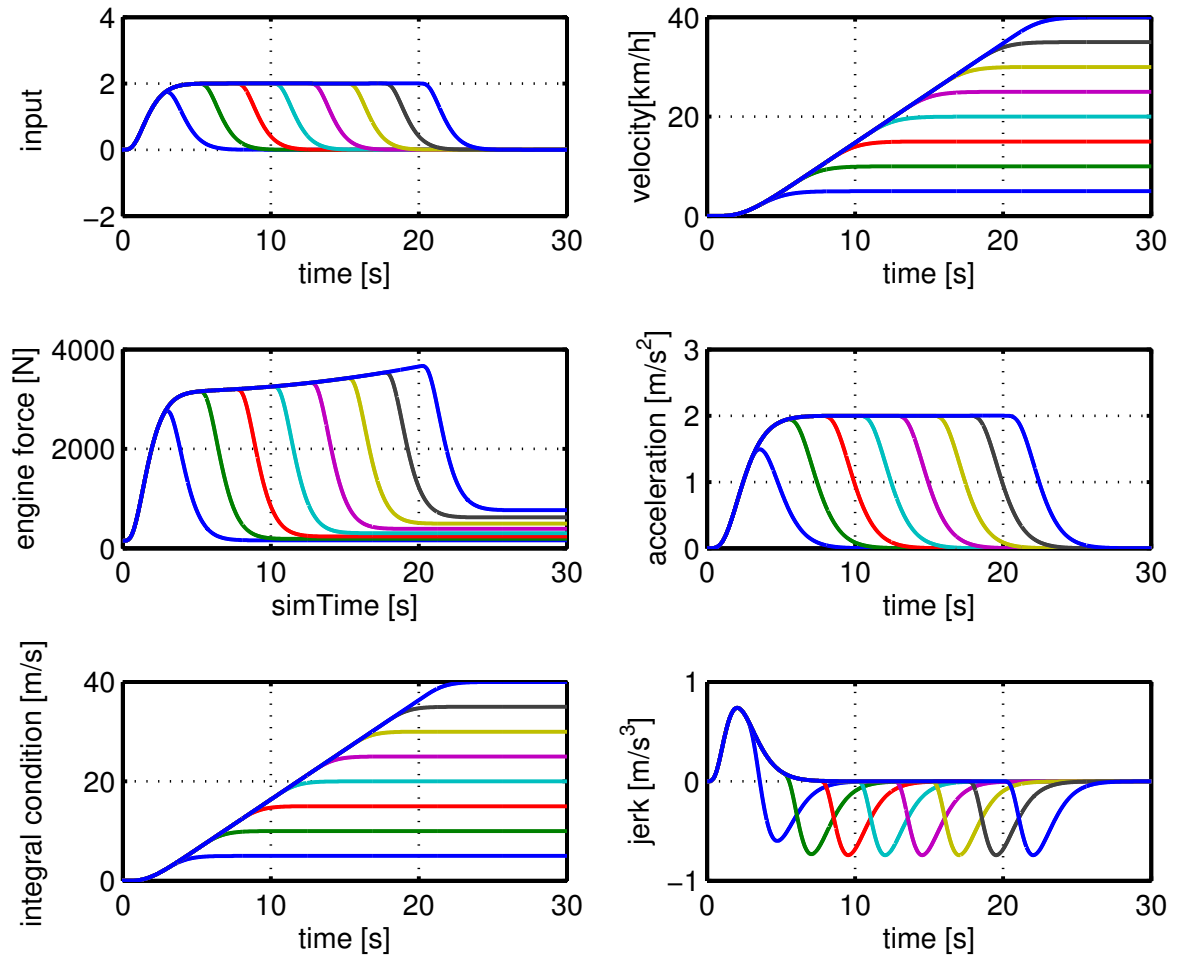 input
4
2
0
−2
0 10 20 30
time [s]
velocity[km/h]
40
20
0
0 10 20 30
time [s]
engine force [N]
4000
2000
0
0 10 20 30
simTime [s]
acceleration [m/s²]
3
2
1
0
0 10 20 30
time [s]
integral condition [m/s]
40
20
0
0 10 20 30
time [s]
jerk [m/s³]
1
0
−1
0 10 20 30
time [s]